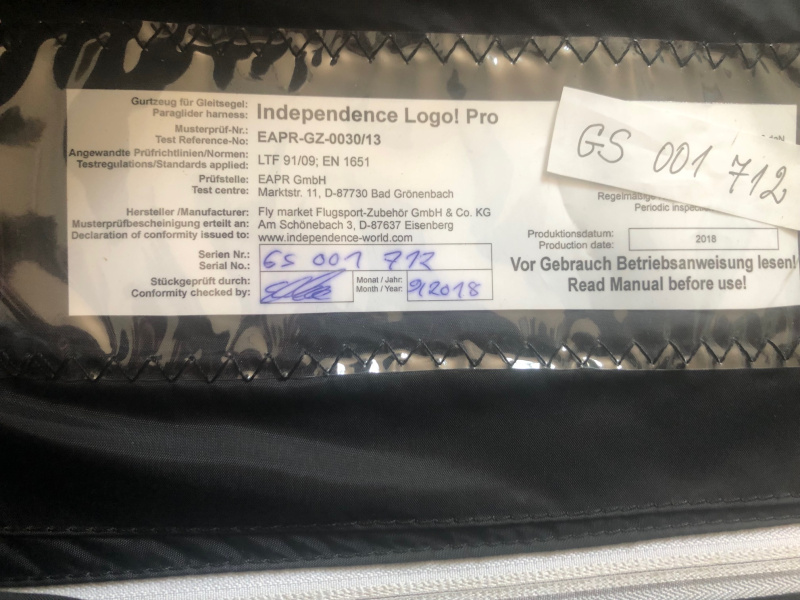 Gurtzeug für Gleitsegel:
Paraglider harness:
Independence Logo! Pro
Musterprüf-Nr.:
Test Reference-No:
EAPR-GZ-0030/13
Angewandte Prüfrichtlinien/Normen:
Testregulations/Standards applied:
LTF 91/09; EN 1651
Prüfstelle:
Test centre:
EAPR GmbH
Marktstr. 11, D-87730 Bad Grönenbach
Hersteller /Manufacturer:
Musterprüfbescheinigung erteilt an:
Declaration of conformity issued to:
Fly market Flugsport-Zubehör GmbH & Co. KG
Am Schönebach 3, D-87637 Eisenberg
www.independence-world.com
Serien Nr.:
Serial No.:
GS 001 712
Stückgeprüft durch:
Conformity checked by:
Monat / Jahr:
Month / Year:
9/2018
GS 001 712
Regelmäßige
Periodic
Produktionsdatum:
Production date:
2018
Vor Gebrauch Betriebsanweisung lesen!
Read Manual before use!